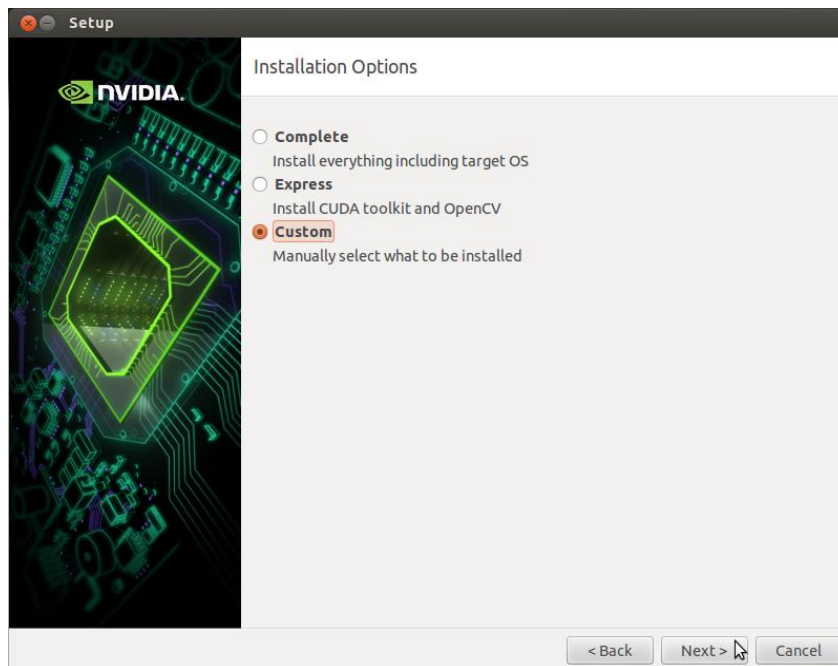 Setup
NVIDIA.
Installation Options
Complete
Install everything including target OS
Express
Install CUDA toolkit and OpenCV
Custom
Manually select what to be installed
< Back
Next >
Cancel